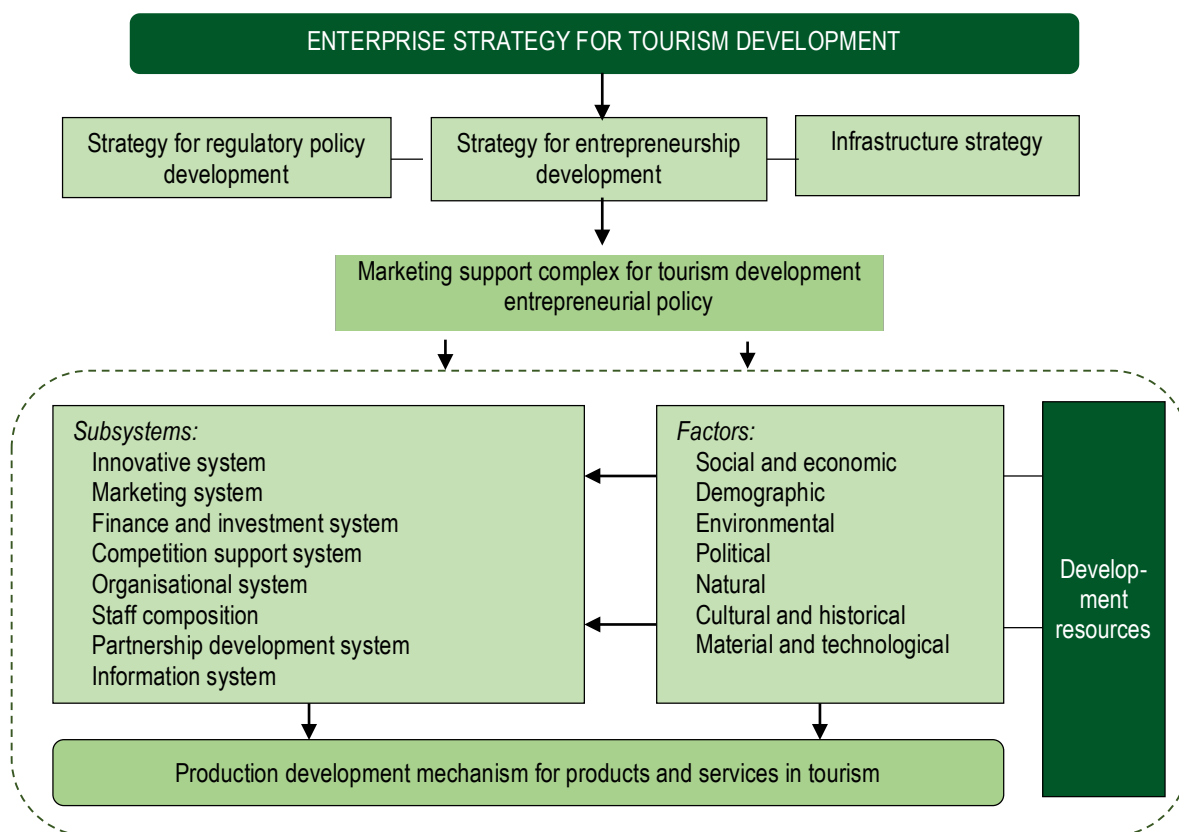 ENTERPRISE STRATEGY FOR TOURISM DEVELOPMENT
Strategy for regulatory policy
development
Strategy for entrepreneurship
development
Infrastructure strategy
Marketing support complex for tourism development
entrepreneurial policy
Subsystems:
Innovative system
Marketing system
Finance and investment system
Competition support system
Organisational system
Staff composition
Partnership development system
Information system
Factors:
Social and economic
Demographic
Environmental
Political
Natural
Cultural and historical
Material and technological
Develop-
ment
resources
Production development mechanism for products and services in tourism